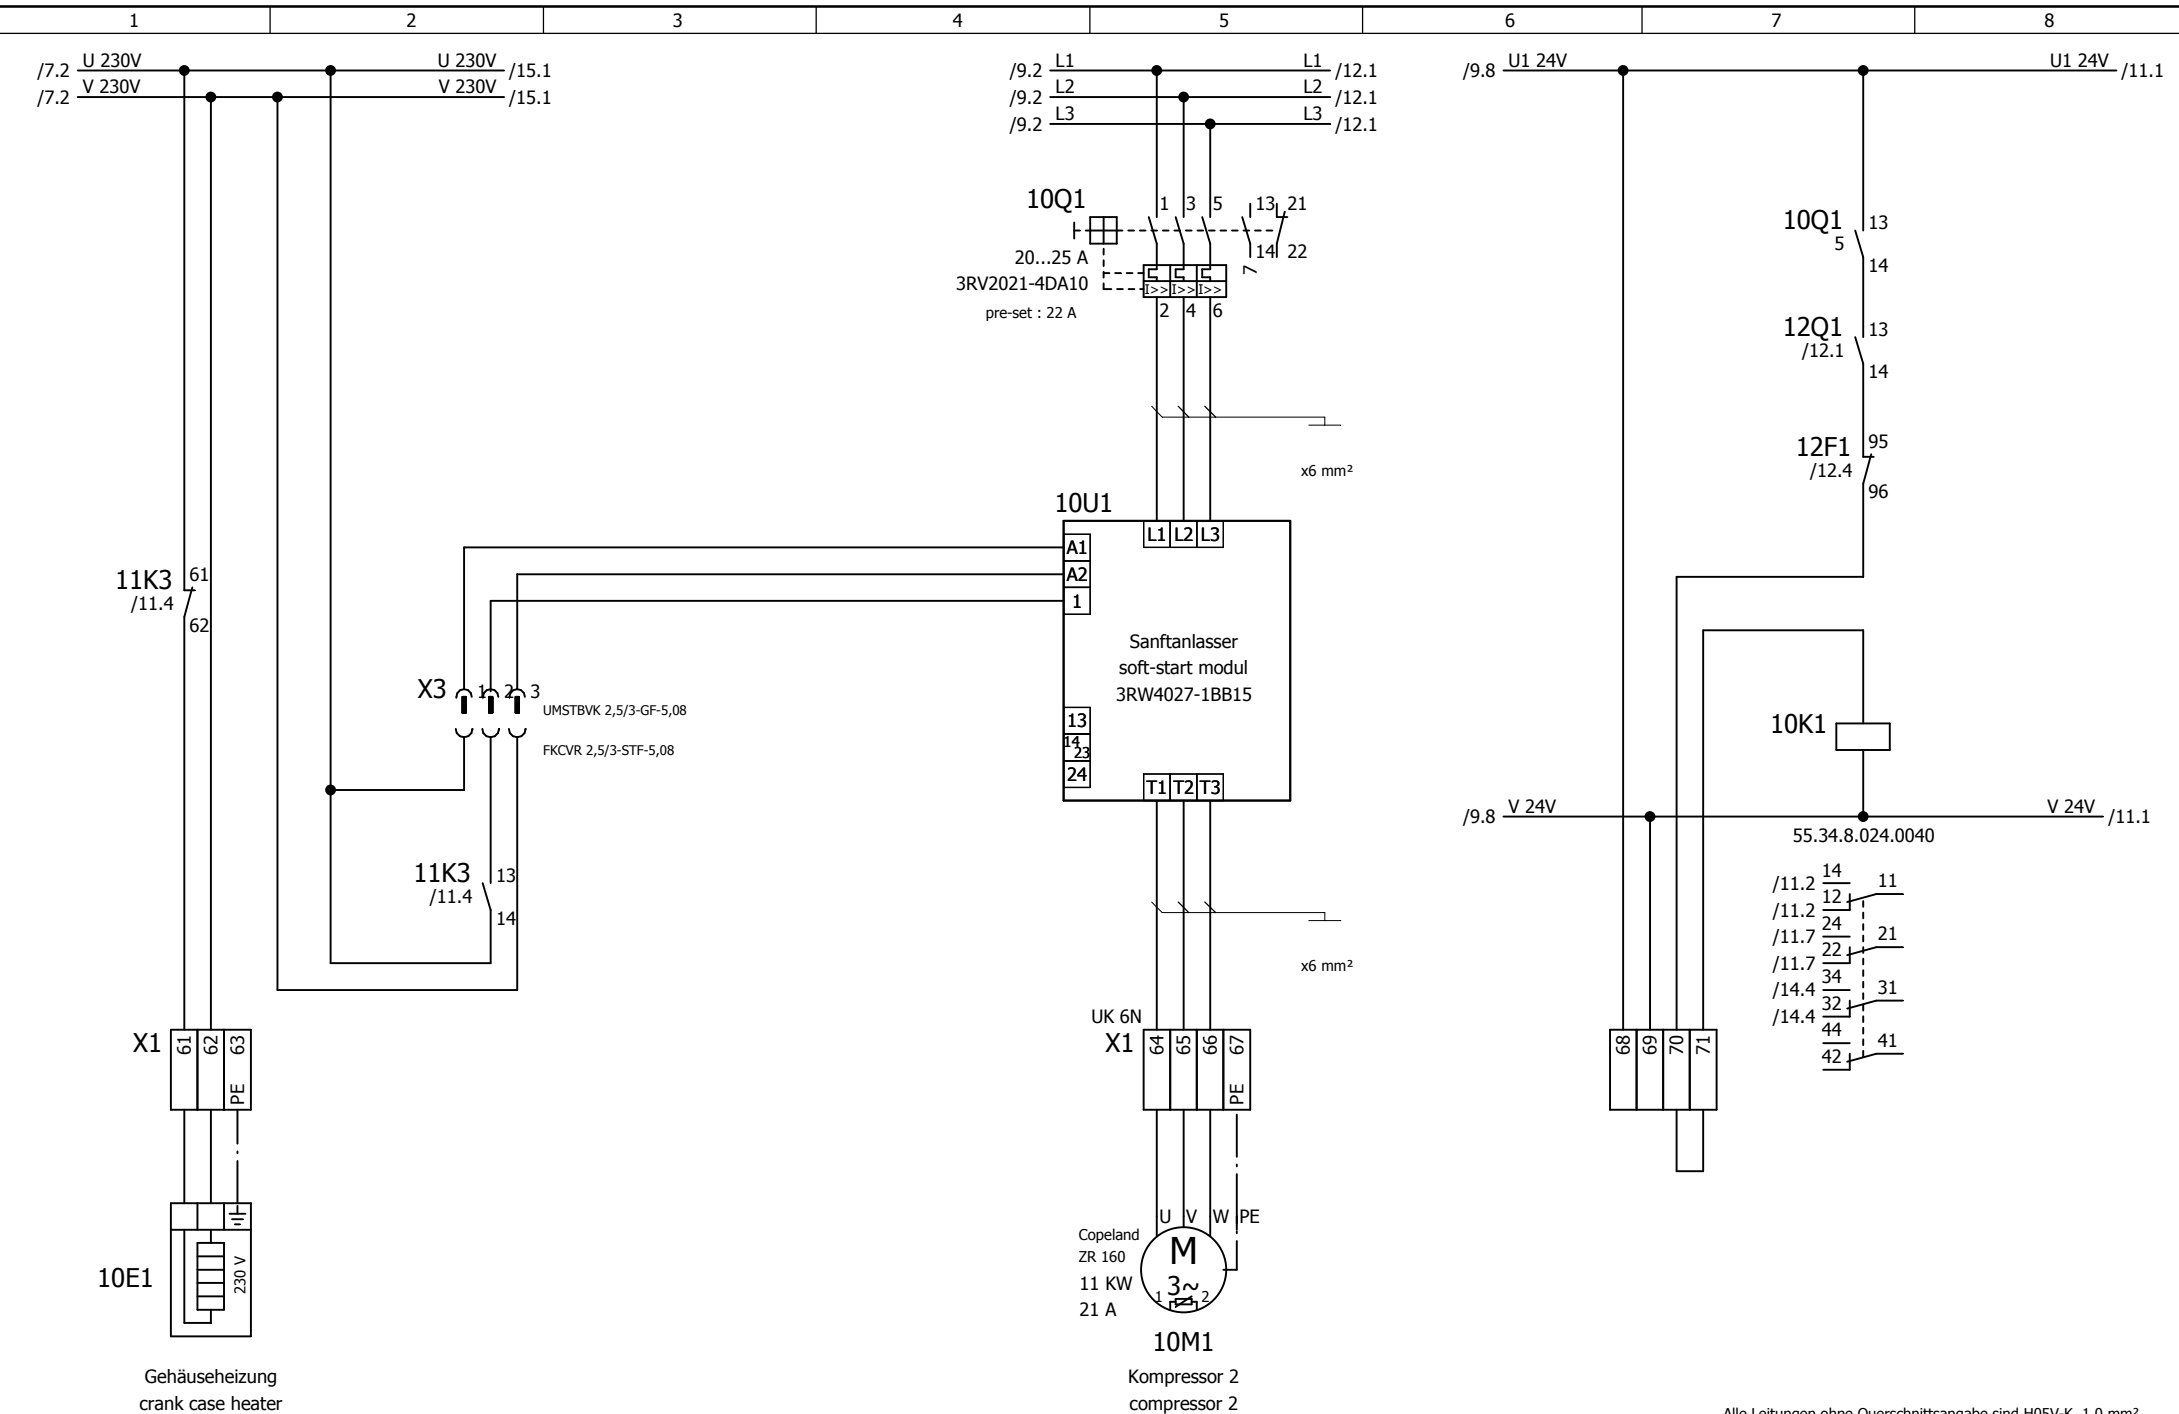 1 2 3 4 5 6 7 8
/7.2 U 230V U 230V /15.1
/7.2 V 230V V 230V /15.1
/9.2 L1 L1 /12.1
/9.2 L2 L2 /12.1
/9.2 L3 L3 /12.1
/9.8 U1 24V U1 24V /11.1
10Q1
1 3 5 13 21
14 22
7
20...25 A
3RV2021-4DA10
I>> I>> I>>
pre-set : 22 A
2 4 6
10Q1 13
5
14
12Q1 13
/12.1
14
12F1 95
/12.4
96
x6 mm²
10U1
L1 L2 L3
A1
A2
1
11K3 61
/11.4
62
Sanftanlasser
soft-start modul
3RW4027-1BB15
X3 1 2 3
UMSTBVK 2,5/3-GF-5,08
FKCVR 2,5/3-STF-5,08
13
14
23
24
T1 T2 T3
10K1
/9.8 V 24V V 24V /11.1
55.34.8.024.0040
11K3 13
/11.4
14
/11.2 14 11
/11.2 12
/11.7 24 21
/11.7 22
/14.4 34 31
/14.4 32
44 41
42
x6 mm²
UK 6N
X1 61 62 63
PE
X1 64 65 66 67
PE
68 69 70 71
U V W PE
Copeland
ZR 160
11 KW
21 A
M
3~
1 2
10E1
230 V
10M1
Gehäuseheizung
crank case heater
Kompressor 2
compressor 2
Alle Leitungen ohne Querschnittsangabe sind H05V-K 1,0 mm²